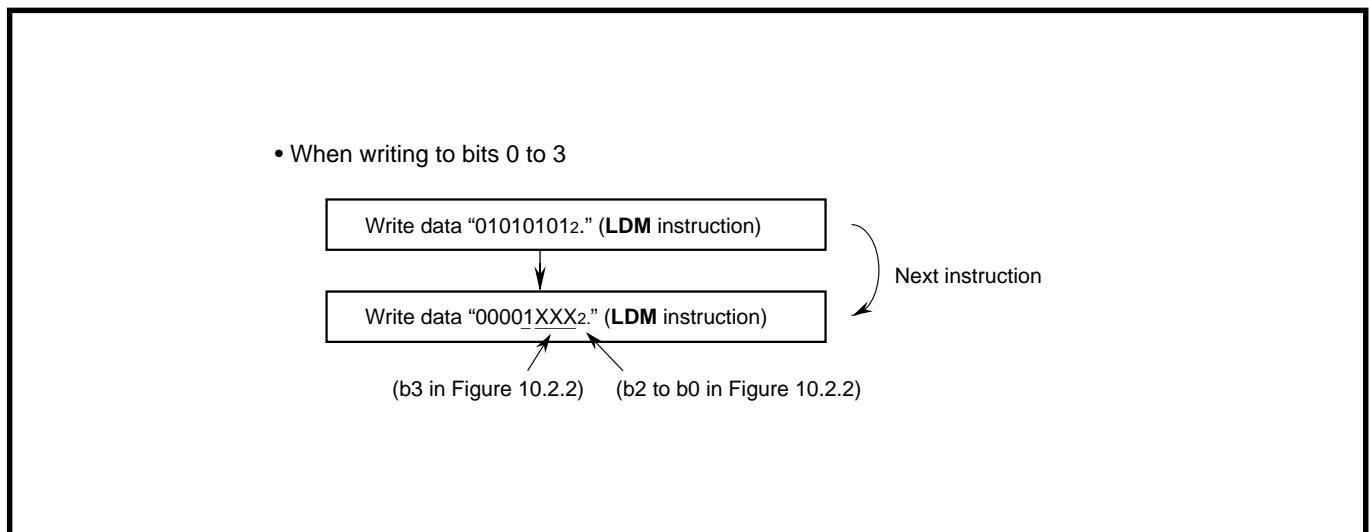 • When writing to bits 0 to 3
Write data “01010101₂.” (LDM instruction)
Next instruction
Write data “00001XXX₂.” (LDM instruction)
(b3 in Figure 10.2.2) (b2 to b0 in Figure 10.2.2)